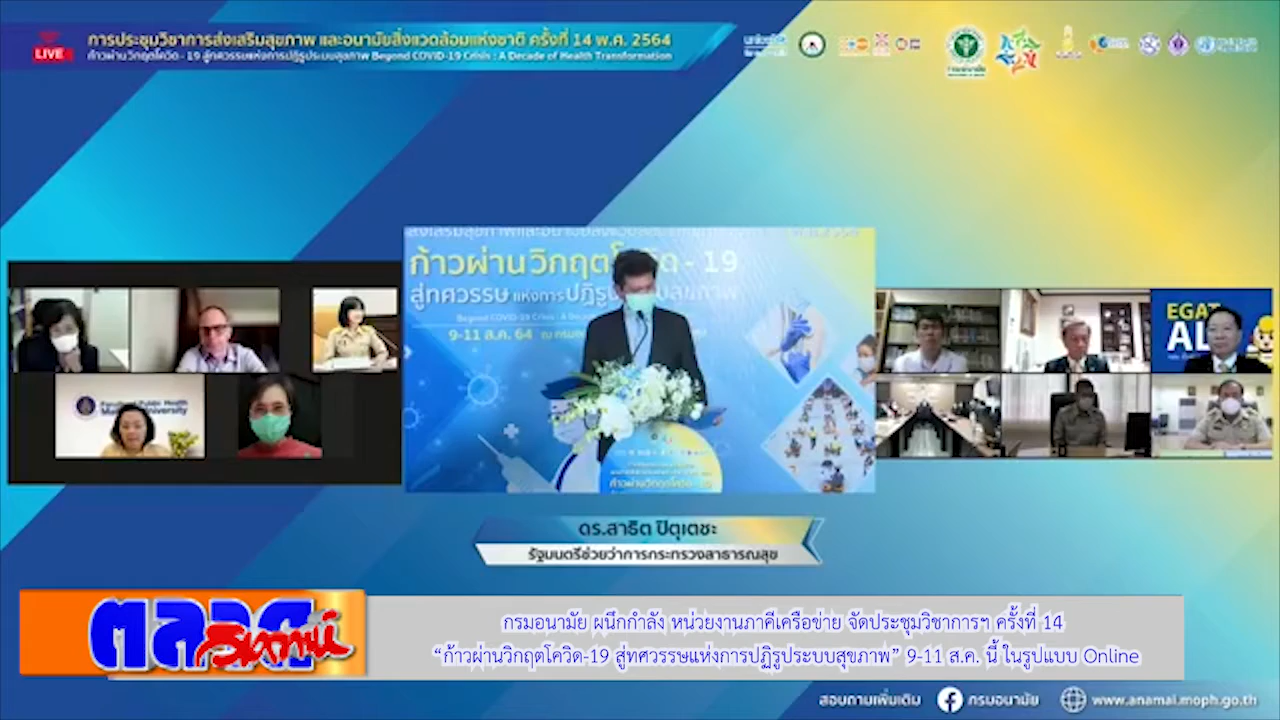 LIVE
การประชุมวิชาการส่งเสริมสุขภาพ และอนามัยสิ่งแวดล้อมแห่งชาติ ครั้งที่ 14 พ.ศ. 2564
ก้าวผ่านวิกฤตโควิด - 19 สู่ทศวรรษแห่งการปฏิรูประบบสุขภาพ Beyond COVID-19 Crisis : A Decade of Health Transformation
ก้าวผ่านวิกฤตโควิด - 19
สู่ทศวรรษ แห่งการปฏิรูประบบสุขภาพ
9-11 ส.ค. 64
EGAT
ดร.สาธิต ปิตุเตชะ
รัฐมนตรีช่วยว่าการกระทรวงสาธารณสุข
กรมอนามัย ผนึกกำลัง หน่วยงานภาคีเครือข่าย จัดประชุมวิชาการฯ ครั้งที่ 14
“ก้าวผ่านวิกฤตโควิด-19 สู่ทศวรรษแห่งการปฏิรูประบบสุขภาพ” 9-11 ส.ค. นี้ ในรูปแบบ Online
สอบถามเพิ่มเติม กรมอนามัย www.anamai.moph.go.th